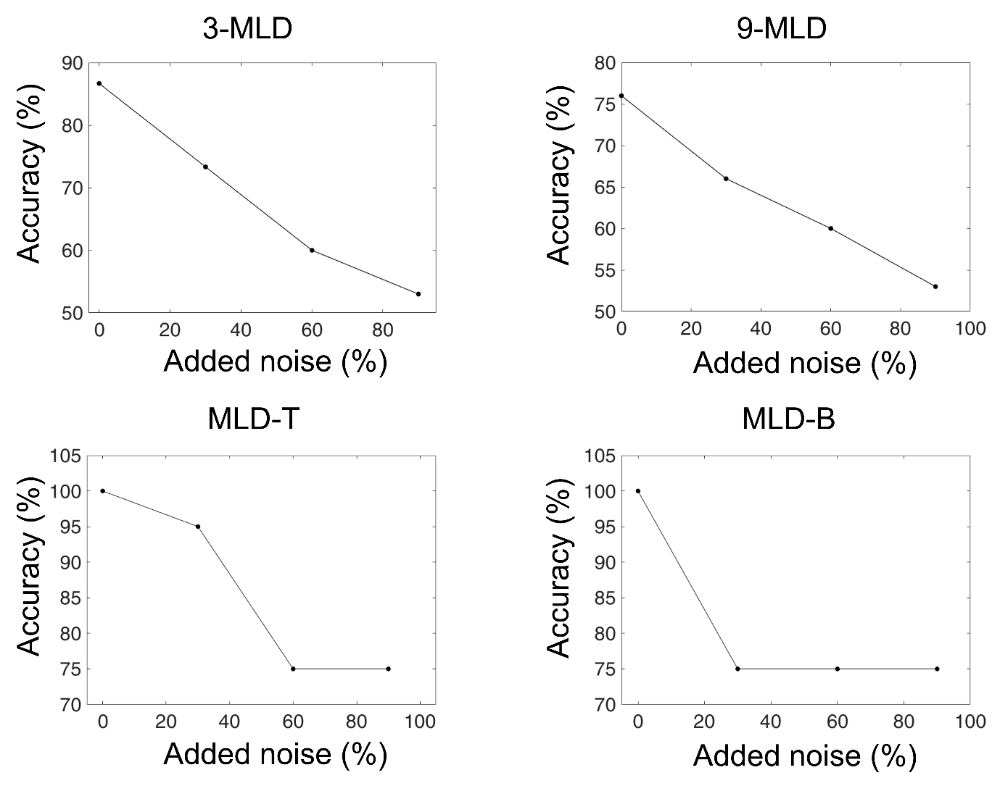 3-MLD
90
80
70
60
50
Accuracy (%)
0 20 40 60 80
Added noise (%)
9-MLD
80
75
70
65
60
55
50
Accuracy (%)
0 20 40 60 80 100
Added noise (%)
MLD-T
105
100
95
90
85
80
75
70
Accuracy (%)
0 20 40 60 80 100
Added noise (%)
MLD-B
105
100
95
90
85
80
75
70
Accuracy (%)
0 20 40 60 80 100
Added noise (%)